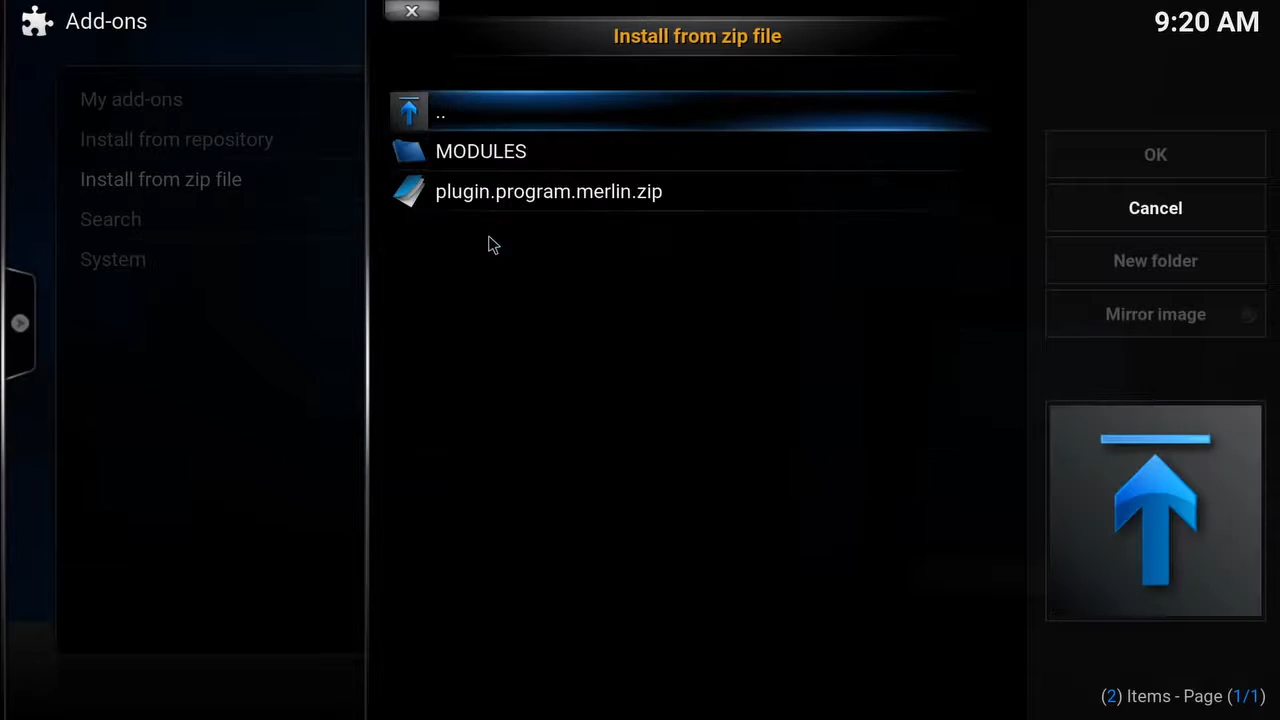 Add-ons
9:20 AM
Install from zip file
My add-ons
Install from repository
Install from zip file
Search
System
..
MODULES
plugin.program.merlin.zip
OK
Cancel
New folder
Mirror image
(2) Items - Page (1/1)